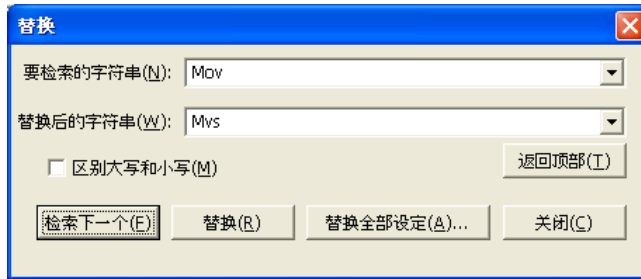 替换
要检索的字符串(N): Mov
替换后的字符串(W): Mvs
区别大写和小写(M)
返回顶部(T)
检索下一个(F) 替换(R) 替换全部设定(A)... 关闭(C)